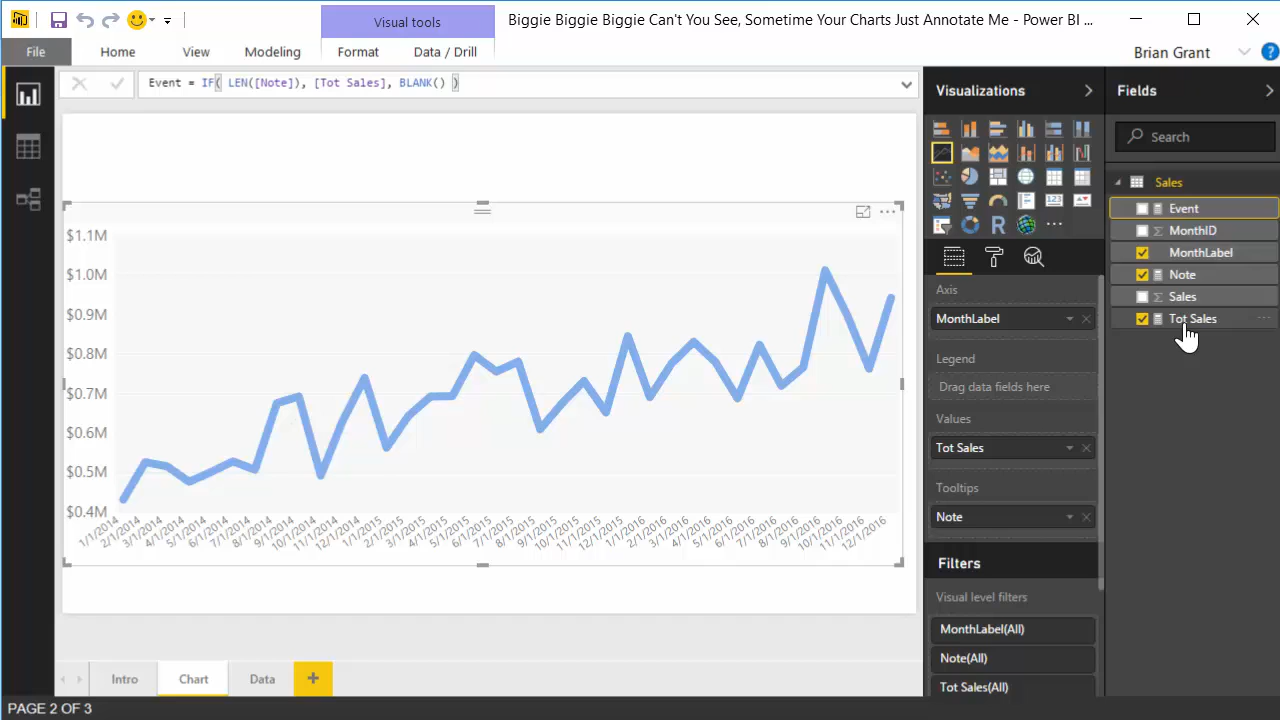 Visual tools
Biggie Biggie Biggie Can't You See, Sometime Your Charts Just Annotate Me - Power BI ...
File
Home
View
Modeling
Format
Data / Drill
Brian Grant
?
Event = IF( LEN([Note]), [Tot Sales], BLANK() )
$1.1M
$1.0M
$0.9M
$0.8M
$0.7M
$0.6M
$0.5M
$0.4M
1/1/2014
2/1/2014
3/1/2014
4/1/2014
5/1/2014
6/1/2014
7/1/2014
8/1/2014
9/1/2014
10/1/2014
11/1/2014
12/1/2014
1/1/2015
2/1/2015
3/1/2015
4/1/2015
5/1/2015
6/1/2015
7/1/2015
8/1/2015
9/1/2015
10/1/2015
11/1/2015
12/1/2015
1/1/2016
2/1/2016
3/1/2016
4/1/2016
5/1/2016
6/1/2016
7/1/2016
8/1/2016
9/1/2016
10/1/2016
11/1/2016
12/1/2016
Intro
Chart
Data
+
PAGE 2 OF 3
Visualizations
123
R
Axis
MonthLabel
Legend
Drag data fields here
Values
Tot Sales
Tooltips
Note
Filters
Visual level filters
MonthLabel(All)
Note(All)
Tot Sales(All)
Fields
Search
Sales
Event
MonthID
MonthLabel
Note
Sales
Tot Sales